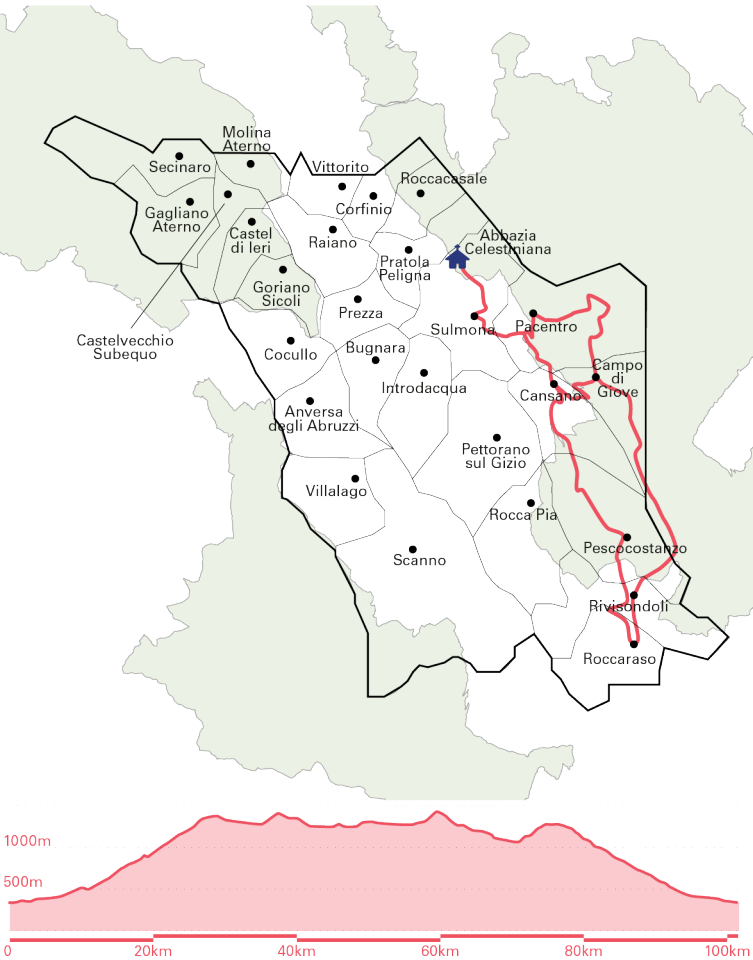 Molina
Aterno
Secinaro
Vittorito
Roccacasale
Gagliano
Aterno
Corfinio
Castel
di Ieri
Raiano
Abbazia
Celestiniana
Pratola
Peligna
Goriano
Sicoli
Prezza
Sulmona
Pacentro
Castelvecchio
Subequo
Cocullo
Bugnara
Introdacqua
Campo
di
Giove
Cansano
Anversa
degli Abruzzi
Pettorano
sul Gizio
Villalago
Rocca Pia
Scanno
Pescocostanzo
Rivisondoli
Roccaraso
1000m
500m
0
20km
40km
60km
80km
100km